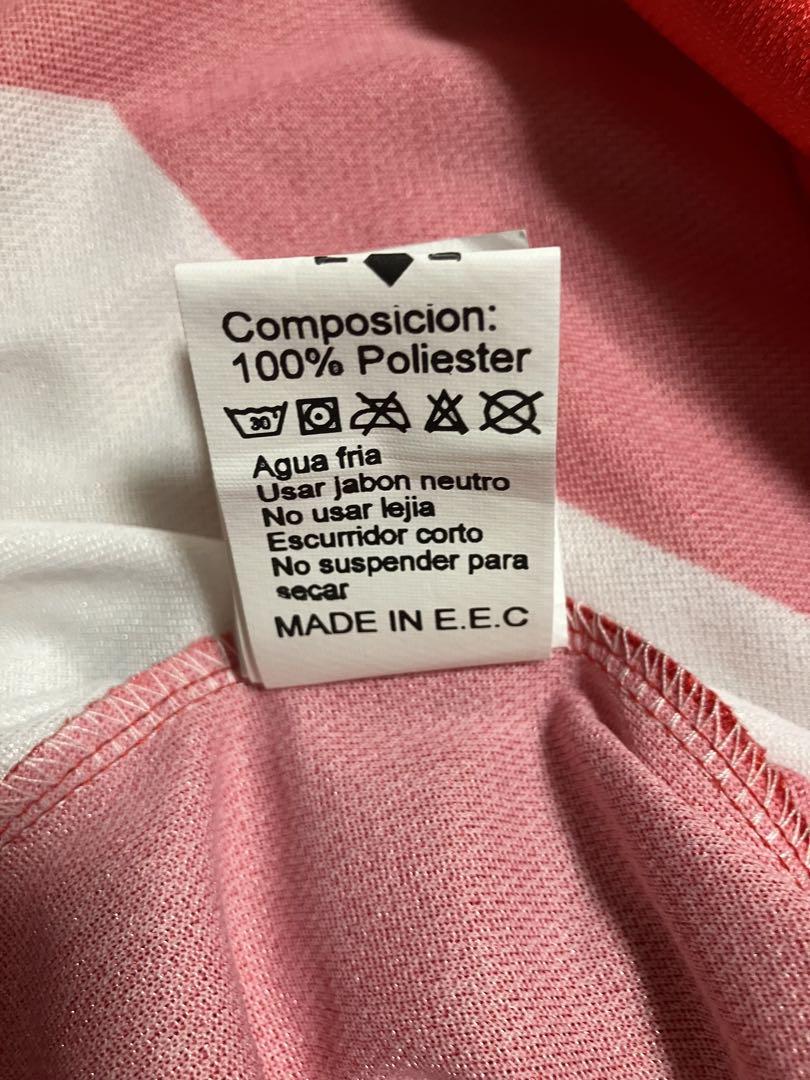 Composicion:
100% Poliester
30
Agua fria
Usar jabon neutro
No usar lejia
Escurridor corto
No suspender para
secar
MADE IN E.E.C